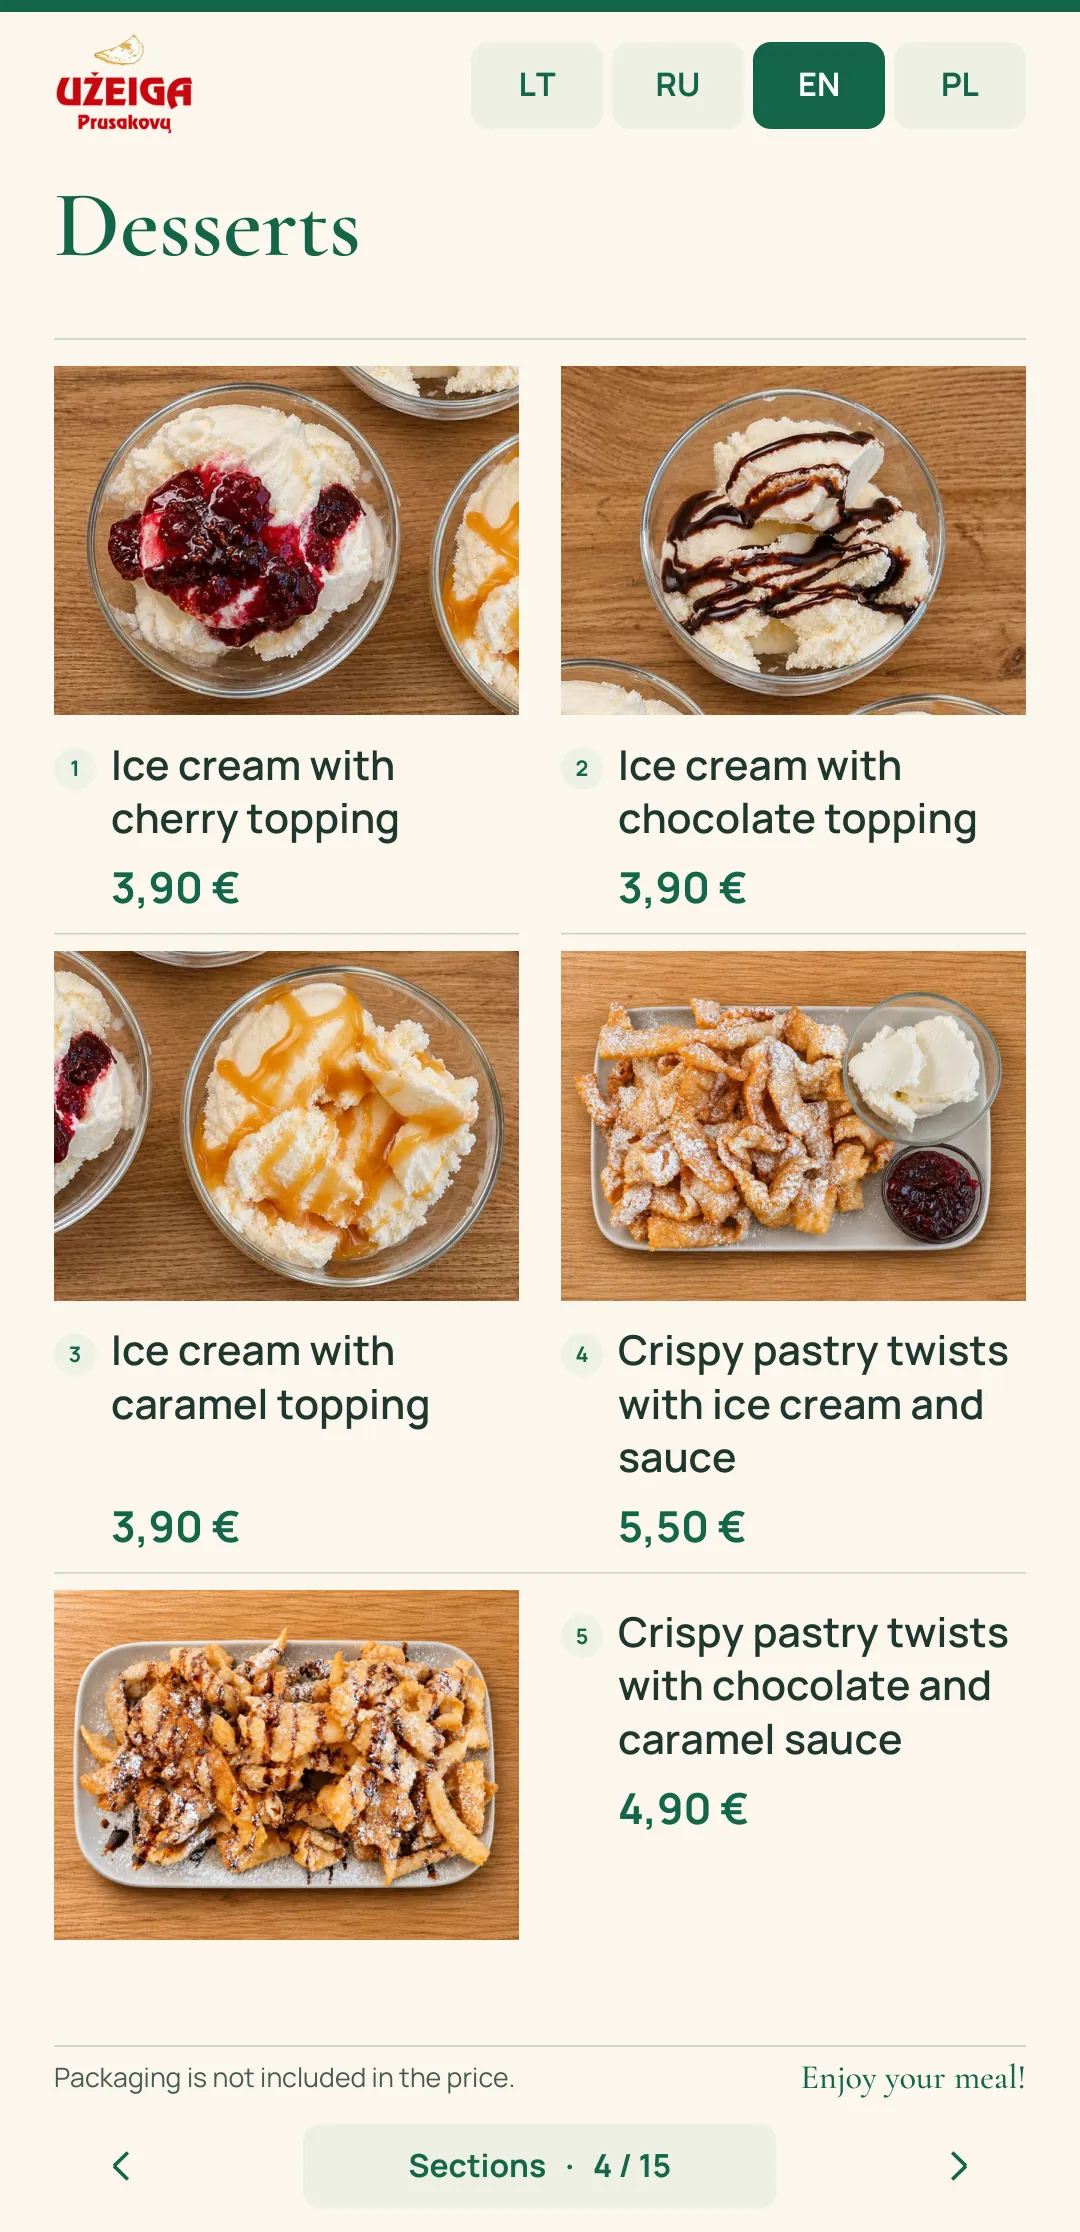 UŽEIGA
Prusakovų
LT
RU
EN
PL
Desserts
1 Ice cream with
cherry topping
3,90 €
2 Ice cream with
chocolate topping
3,90 €
3 Ice cream with
caramel topping
3,90 €
4 Crispy pastry twists
with ice cream and
sauce
5,50 €
5 Crispy pastry twists
with chocolate and
caramel sauce
4,90 €
Packaging is not included in the price.
Enjoy your meal!
Sections · 4 / 15